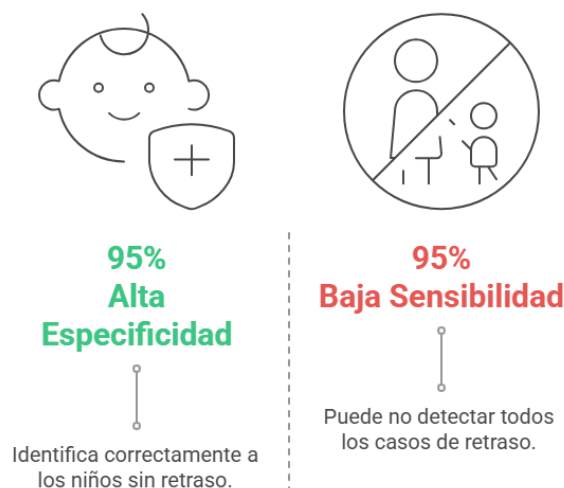 95%
Alta
Especificidad
Identifica correctamente a
los niños sin retraso.
95%
Baja Sensibilidad
Puede no detectar todos
los casos de retraso.